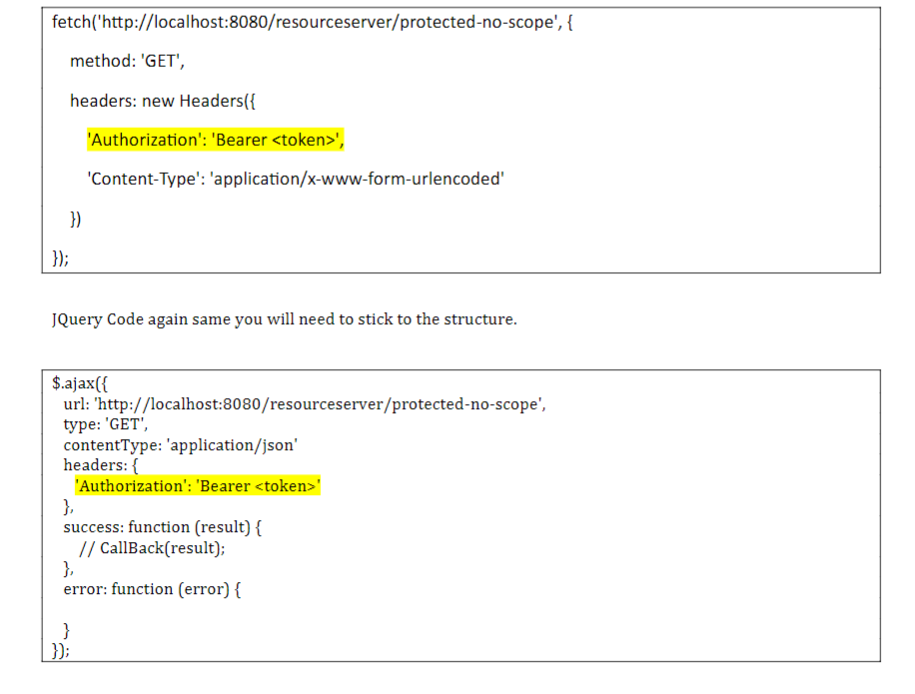 fetch('http://localhost:8080/resourceserver/protected-no-scope', {
method: 'GET',
headers: new Headers({
'Authorization': 'Bearer <token>',
'Content-Type': 'application/x-www-form-urlencoded'
})
});
JQuery Code again same you will need to stick to the structure.
$.ajax({
url: 'http://localhost:8080/resourceserver/protected-no-scope',
type: 'GET',
contentType: 'application/json'
headers: {
'Authorization': 'Bearer <token>'
},
success: function (result) {
// CallBack(result);
},
error: function (error) {
}
});